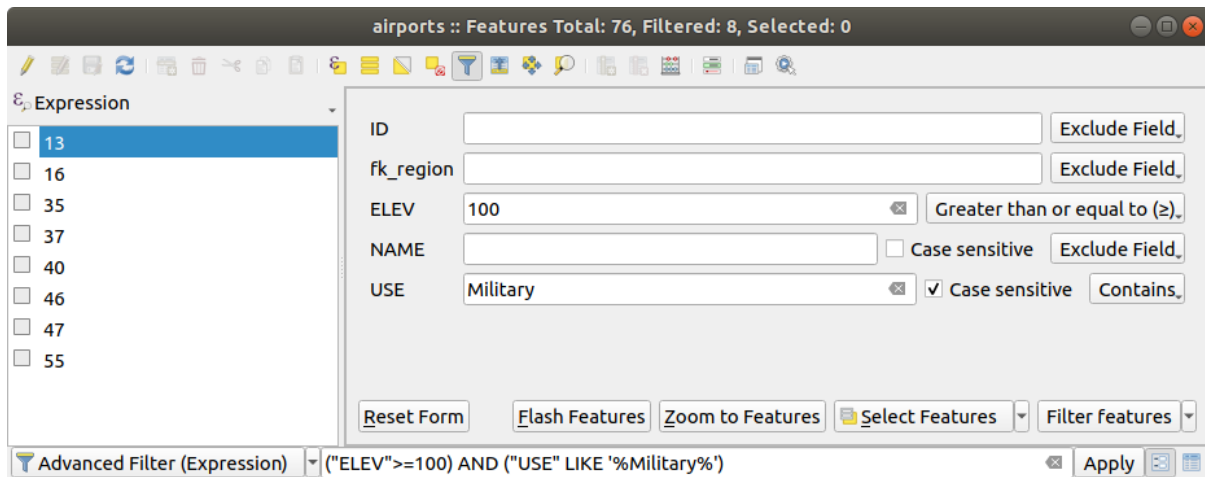 airports :: Features Total: 76, Filtered: 8, Selected: 0
Expression
13
16
35
37
40
46
47
55
ID Exclude Field
fk_region Exclude Field
ELEV 100 Greater than or equal to (≥)
NAME Case sensitive Exclude Field
USE Military Case sensitive Contains
Reset Form Flash Features Zoom to Features Select Features Filter features
Advanced Filter (Expression) ("ELEV">=100) AND ("USE" LIKE '%Military%') Apply